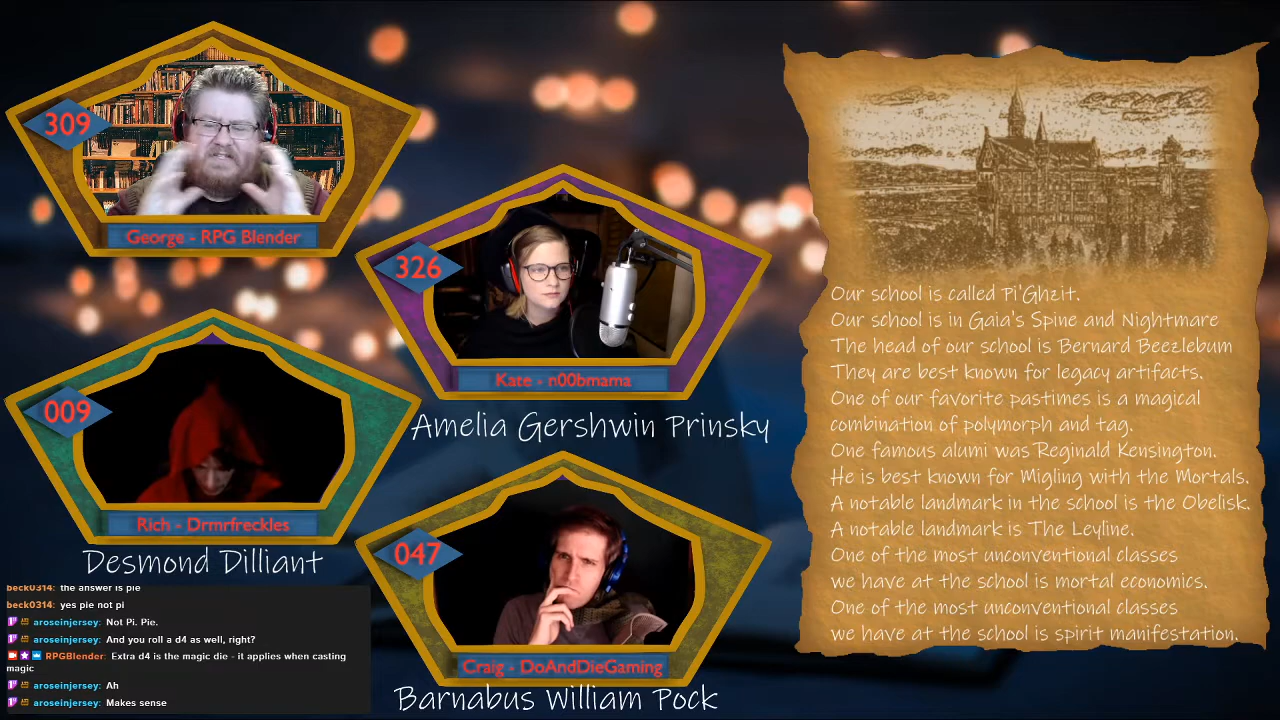 309
George - RPG Blender
326
Kate - n00bmama
Amelia Gershwin Prinsky
009
Rich - Drmrfreckles
Desmond Dilliant
047
Craig - DoAndDieGaming
Barnabus William Pock
beck0314: the answer is pie
beck0314: yes pie not pi
aroseinjersey: Not Pi. Pie.
aroseinjersey: And you roll a d4 as well, right?
RPGBlender: Extra d4 is the magic die - it applies when casting
magic
aroseinjersey: Ah
aroseinjersey: Makes sense
Our school is called Pi'Ghzit.
Our school is in Gaia's Spine and Nightmare
The head of our school is Bernard Beezlebum
They are best known for legacy artifacts.
One of our favorite pastimes is a magical
combination of polymorph and tag.
One famous alumi was Reginald Kensington.
He is best known for Migling with the Mortals.
A notable landmark in the school is the Obelisk.
A notable landmark is The Leyline.
One of the most unconventional classes
we have at the school is mortal economics.
One of the most unconventional classes
we have at the school is spirit manifestation.